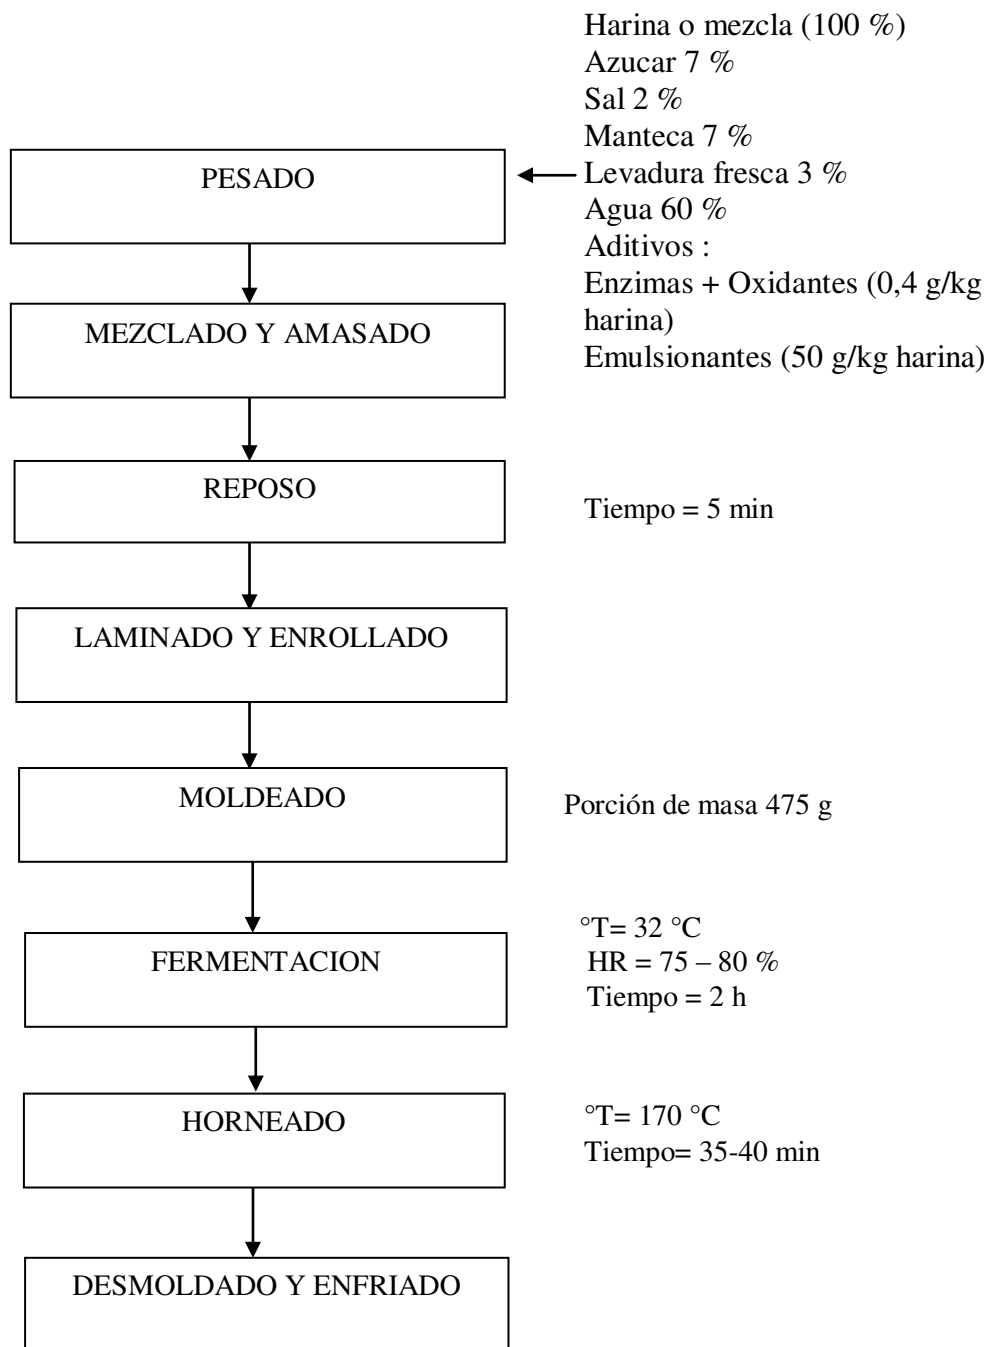 Harina o mezcla (100 %)
Azucar 7 %
Sal 2 %
Manteca 7 %
Levadura fresca 3 %
Agua 60 %
Aditivos :
Enzimas + Oxidantes (0,4 g/kg
harina)
Emulsionantes (50 g/kg harina)
PESADO
MEZCLADO Y AMASADO
REPOSO
Tiempo = 5 min
LAMINADO Y ENROLLADO
MOLDEADO
Porción de masa 475 g
FERMENTACION
°T= 32 °C
HR = 75 – 80 %
Tiempo = 2 h
HORNEADO
°T= 170 °C
Tiempo= 35-40 min
DESMOLDADO Y ENFRIADO